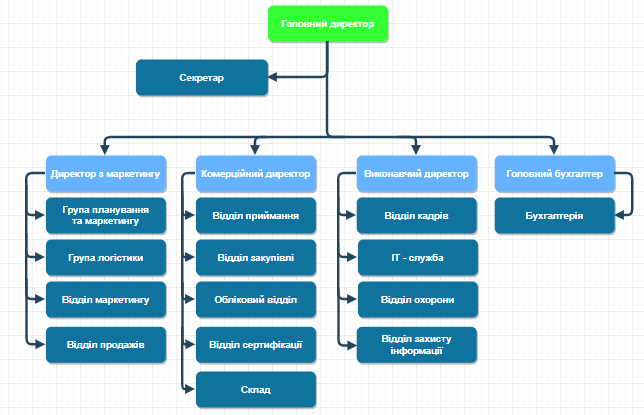 Головний директор
Секретар
Директор з маркетингу
Комерційний директор
Виконавчий директор
Головний бухгалтер
Група планування
та маркетингу
Відділ приймання
Відділ кадрів
Бухгалтерія
Група логістики
Відділ закупівлі
ІТ - служба
Відділ маркетингу
Обліковий відділ
Відділ охорони
Відділ продажів
Відділ сертифікації
Відділ захисту
інформації
Склад